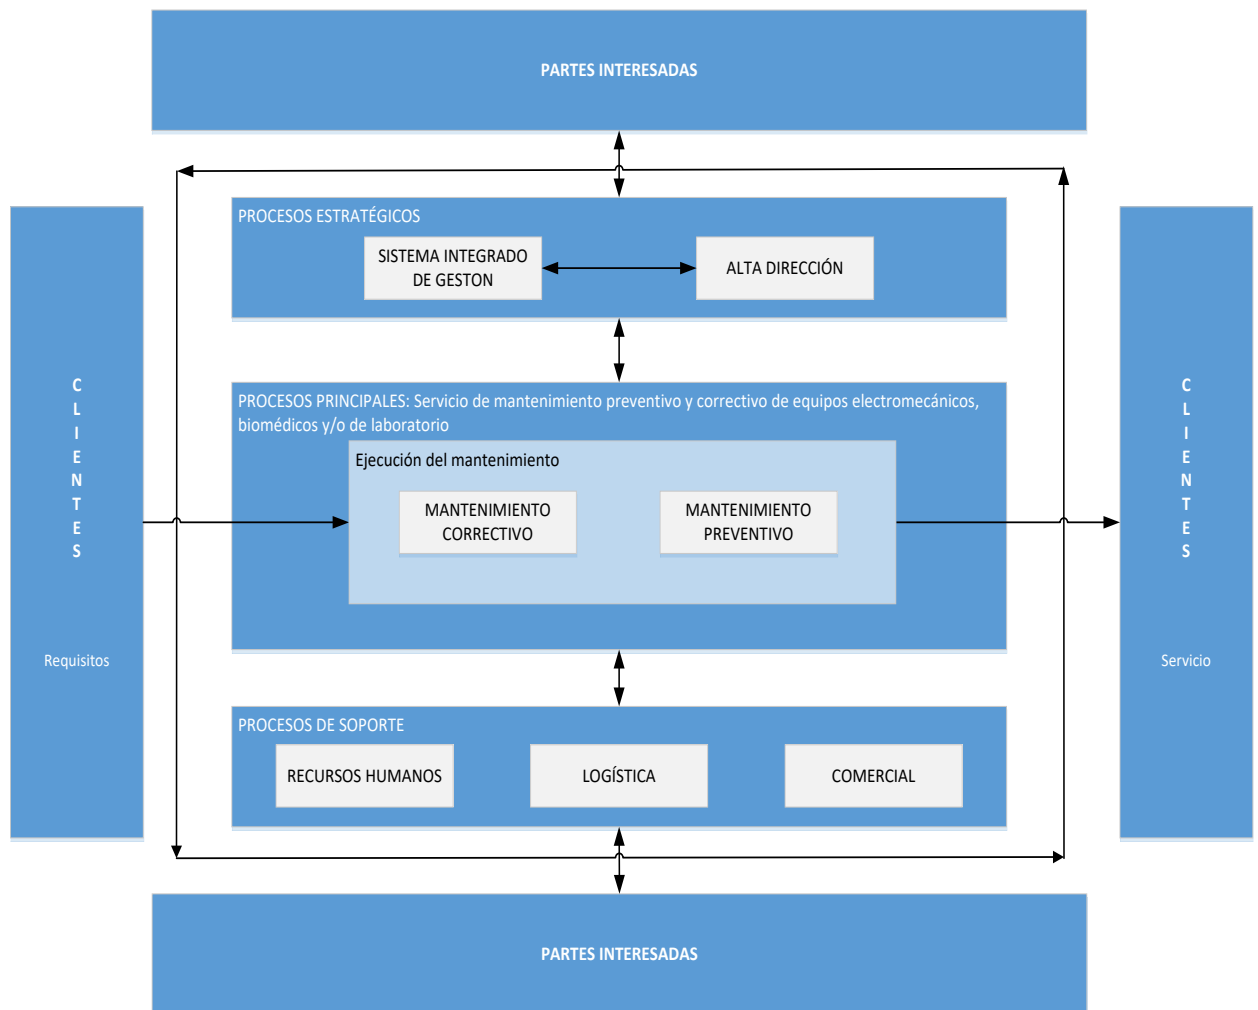 PARTES INTERESADAS
PROCESOS ESTRATÉGICOS
SISTEMA INTEGRADO
DE GESTON
ALTA DIRECCIÓN
C
L
I
E
N
T
E
S
Requisitos
PROCESOS PRINCIPALES: Servicio de mantenimiento preventivo y correctivo de equipos electromecánicos,
biomédicos y/o de laboratorio
Ejecución del mantenimiento
MANTENIMIENTO
CORRECTIVO
MANTENIMIENTO
PREVENTIVO
C
L
I
E
N
T
E
S
Servicio
PROCESOS DE SOPORTE
RECURSOS HUMANOS
LOGÍSTICA
COMERCIAL
PARTES INTERESADAS